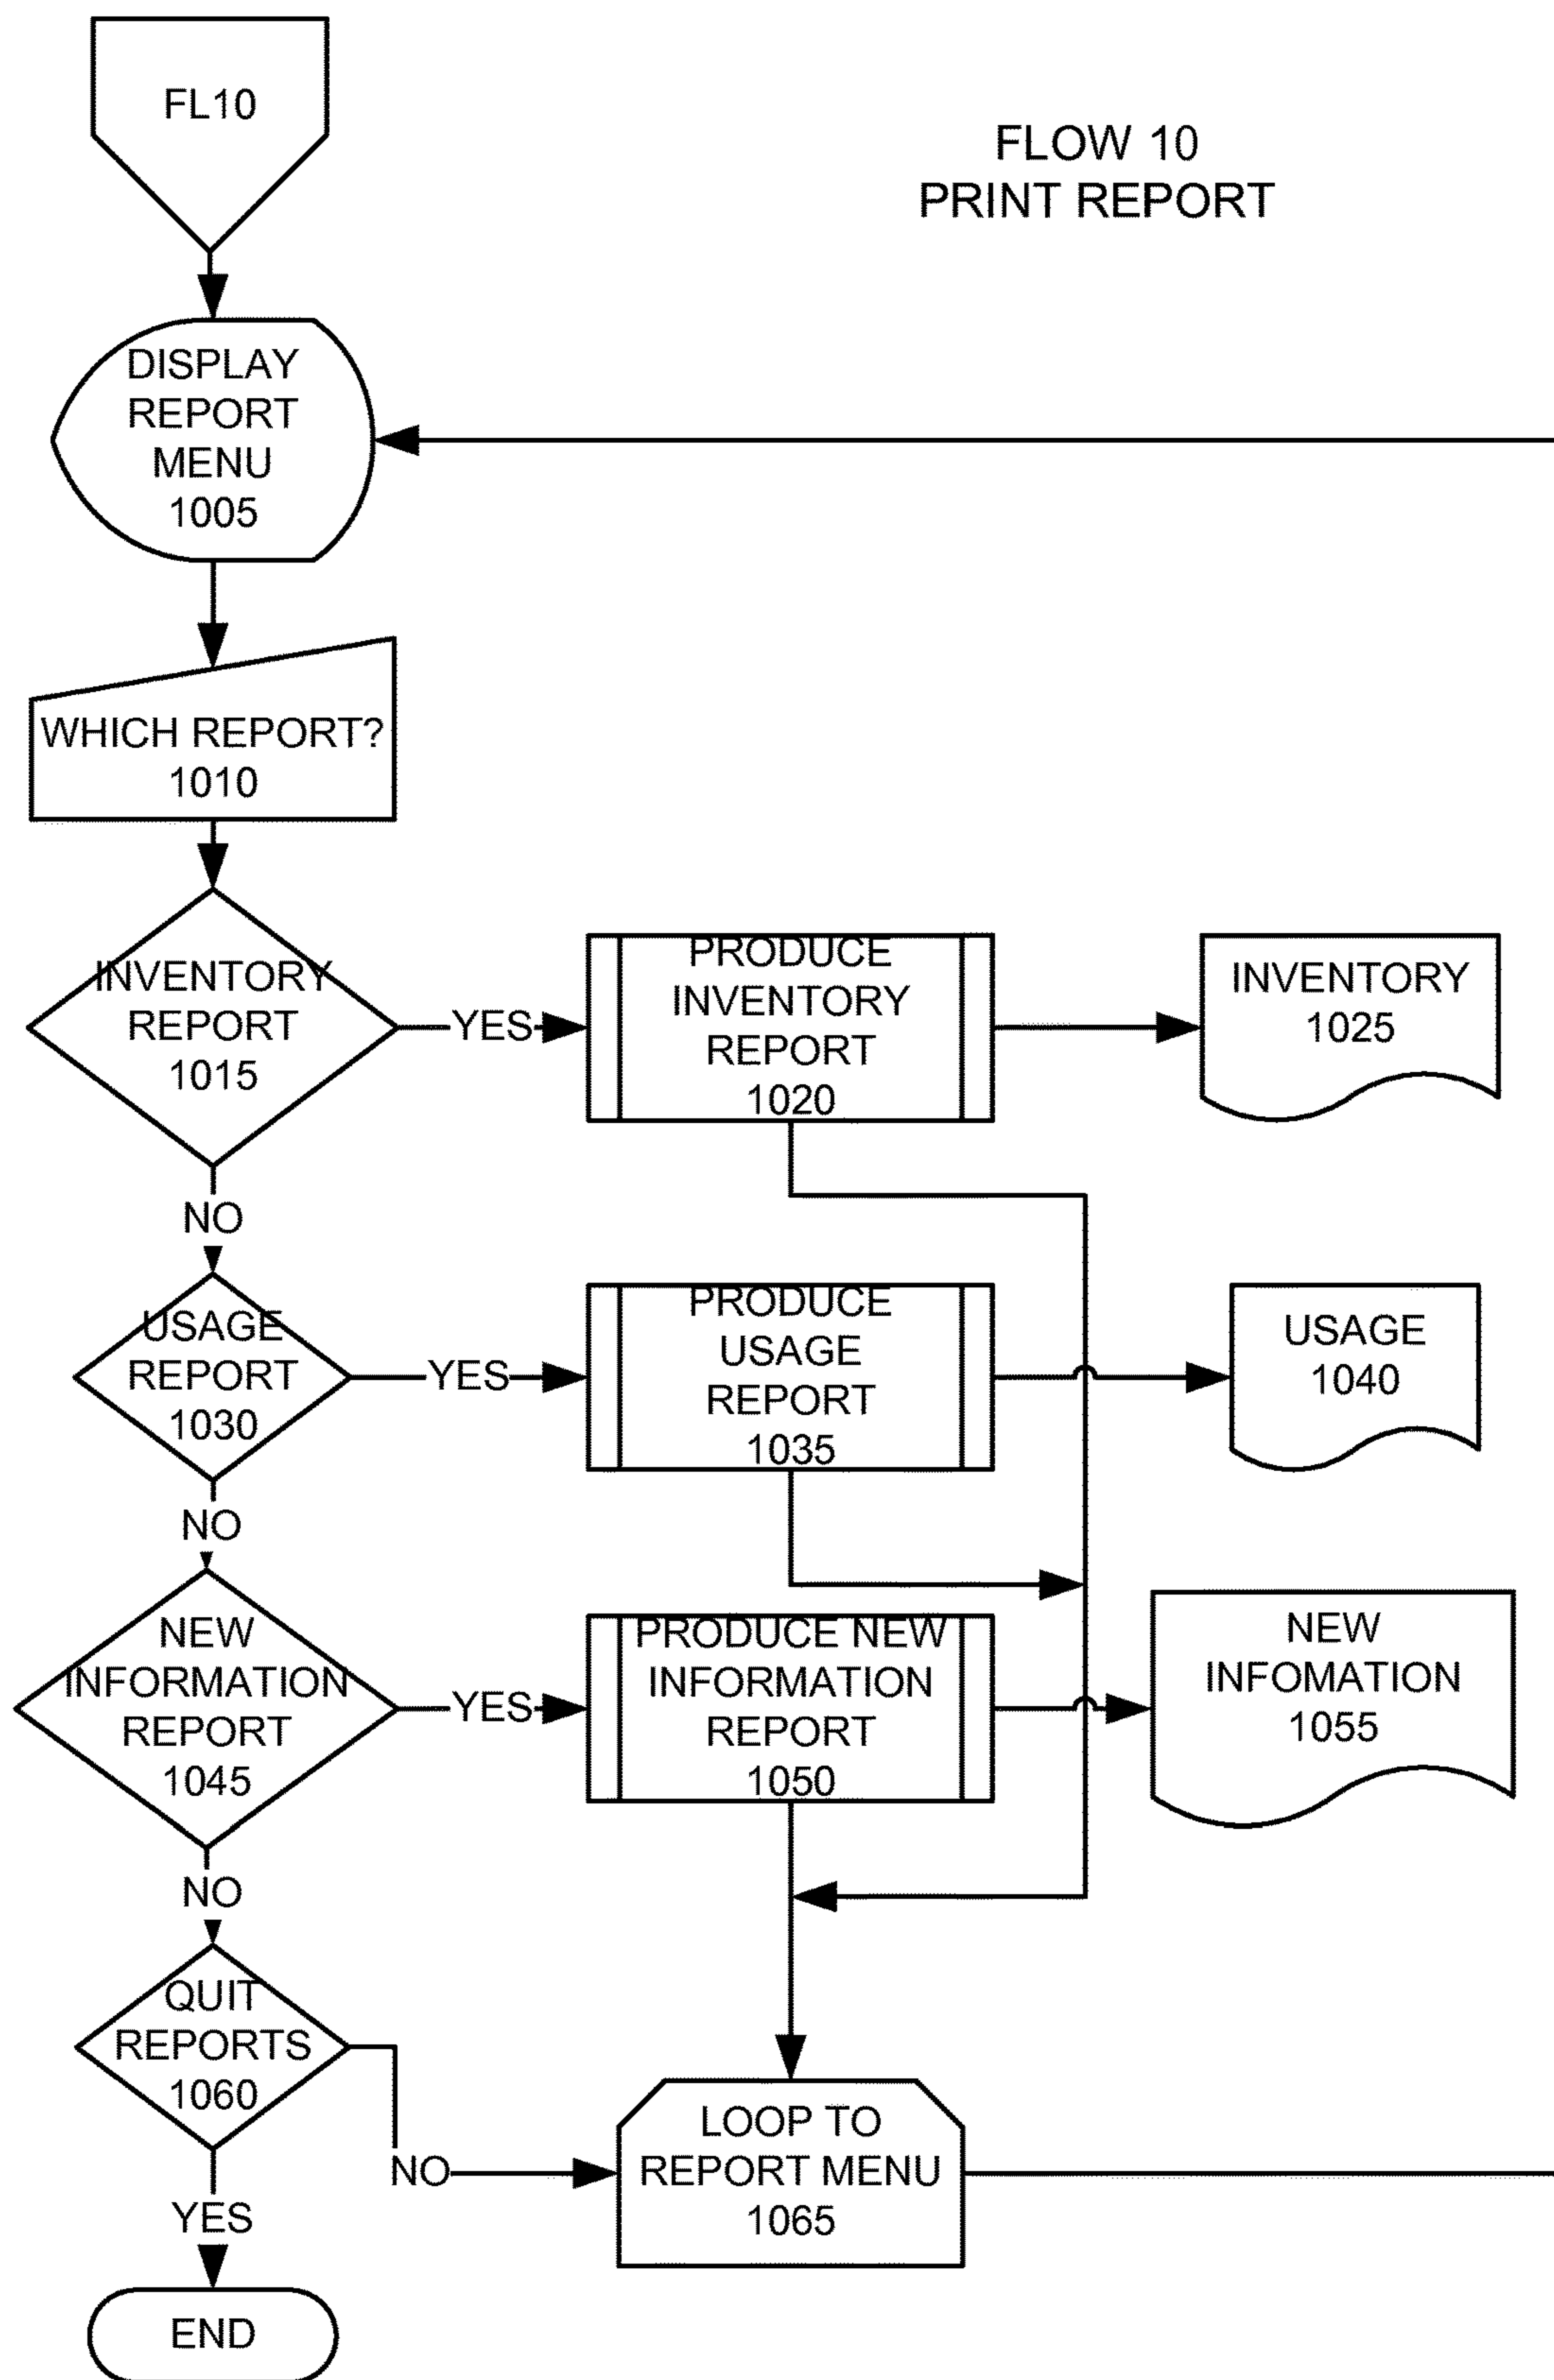 FL10
FLOW 10
PRINT REPORT
DISPLAY
REPORT
MENU
1005
WHICH REPORT?
1010
INVENTORY
REPORT
1015
YES
PRODUCE
INVENTORY
REPORT
1020
INVENTORY
1025
NO
USAGE
REPORT
1030
YES
PRODUCE
USAGE
REPORT
1035
USAGE
1040
NO
NEW
INFORMATION
REPORT
1045
YES
PRODUCE NEW
INFORMATION
REPORT
1050
NEW
INFOMATION
1055
NO
QUIT
REPORTS
1060
NO
LOOP TO
REPORT MENU
1065
YES
END